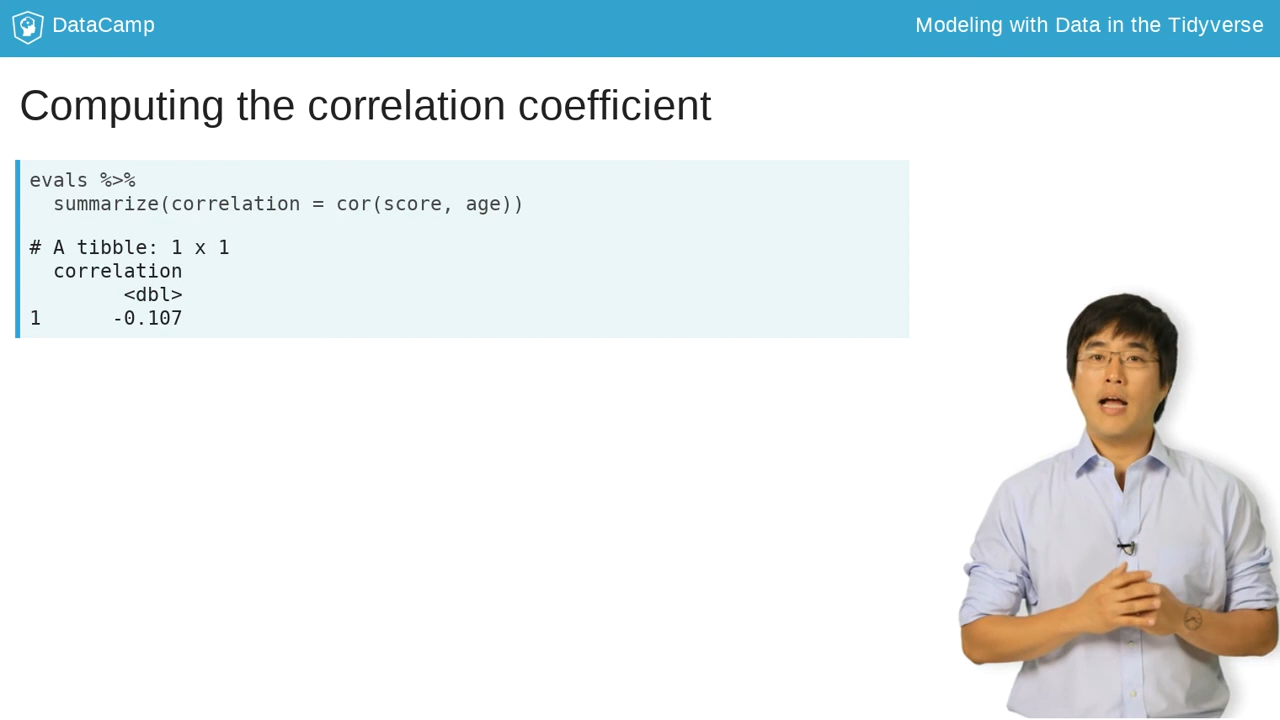 DataCamp
Modeling with Data in the Tidyverse
Computing the correlation coefficient
evals %>%
  summarize(correlation = cor(score, age))
# A tibble: 1 x 1
  correlation
        <dbl>
1      -0.107